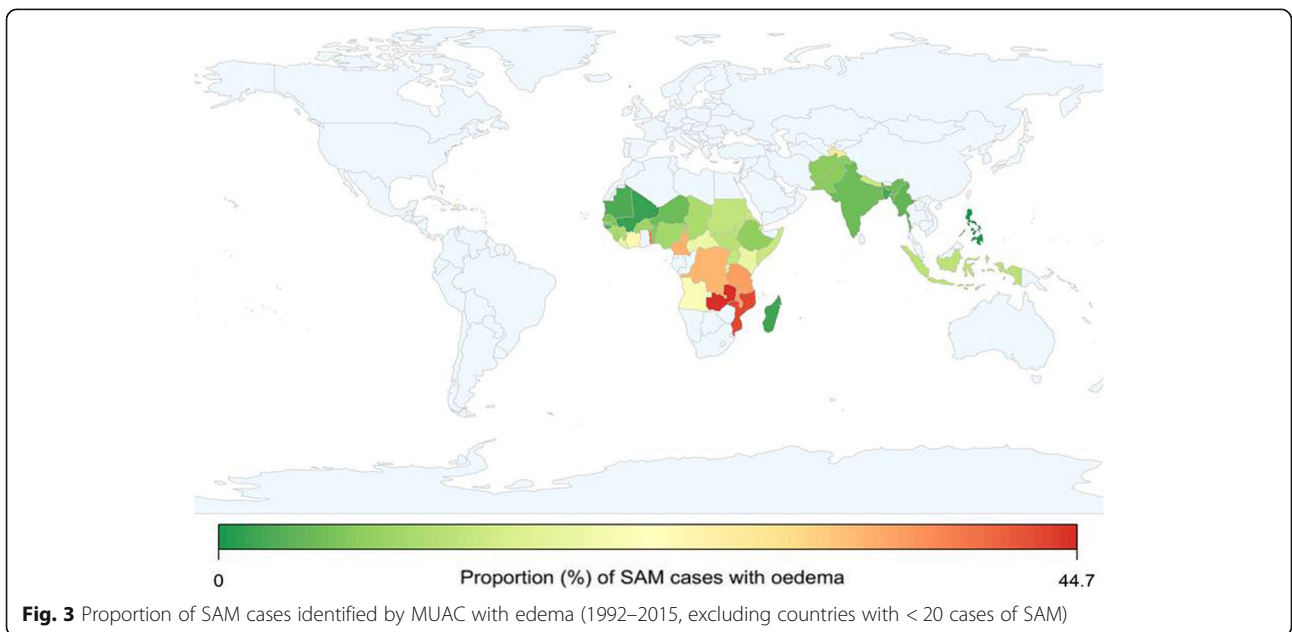 0
Proportion (%) of SAM cases with oedema
44.7
Fig. 3 Proportion of SAM cases identified by MUAC with edema (1992–2015, excluding countries with < 20 cases of SAM)